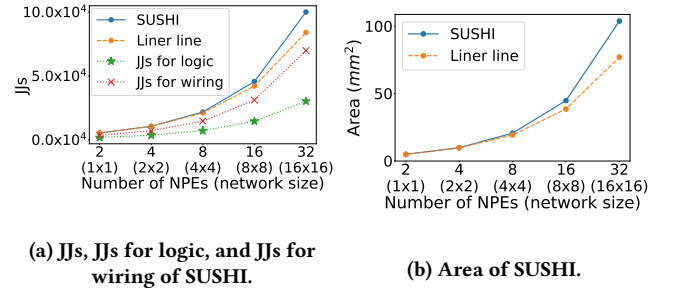 10.0x10⁴
5.0x10⁴
0.0x10⁴
JJs
SUSHI
Liner line
JJs for logic
JJs for wiring
2 4 8 16 32
(1x1) (2x2) (4x4) (8x8) (16x16)
Number of NPEs (network size)
(a) JJs, JJs for logic, and JJs for
wiring of SUSHI.
100
50
0
Area (mm²)
SUSHI
Liner line
2 4 8 16 32
(1x1) (2x2) (4x4) (8x8) (16x16)
Number of NPEs (network size)
(b) Area of SUSHI.